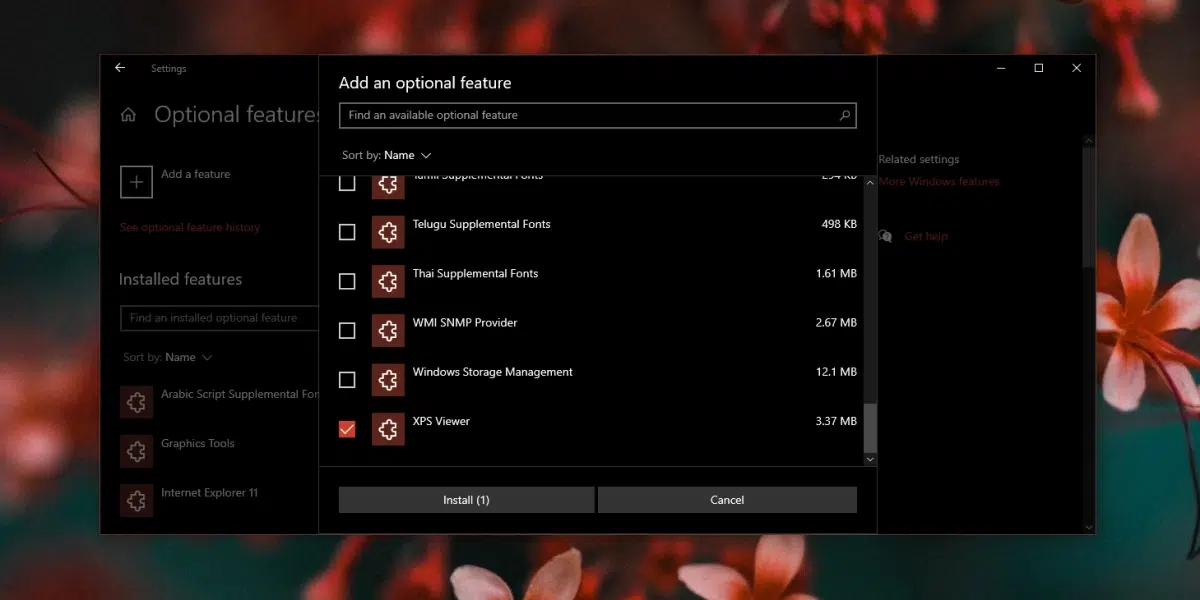 Settings
Optional features
Add a feature
See optional feature history
Installed features
Find an installed optional feature
Sort by: Name
Arabic Script Supplemental For
Graphics Tools
Internet Explorer 11
Add an optional feature
Find an available optional feature
Sort by: Name
Tamil Supplemental Fonts 294 KB
Telugu Supplemental Fonts 498 KB
Thai Supplemental Fonts 1.61 MB
WMI SNMP Provider 2.67 MB
Windows Storage Management 12.1 MB
XPS Viewer 3.37 MB
Install (1) Cancel
Related settings
More Windows features
Get help